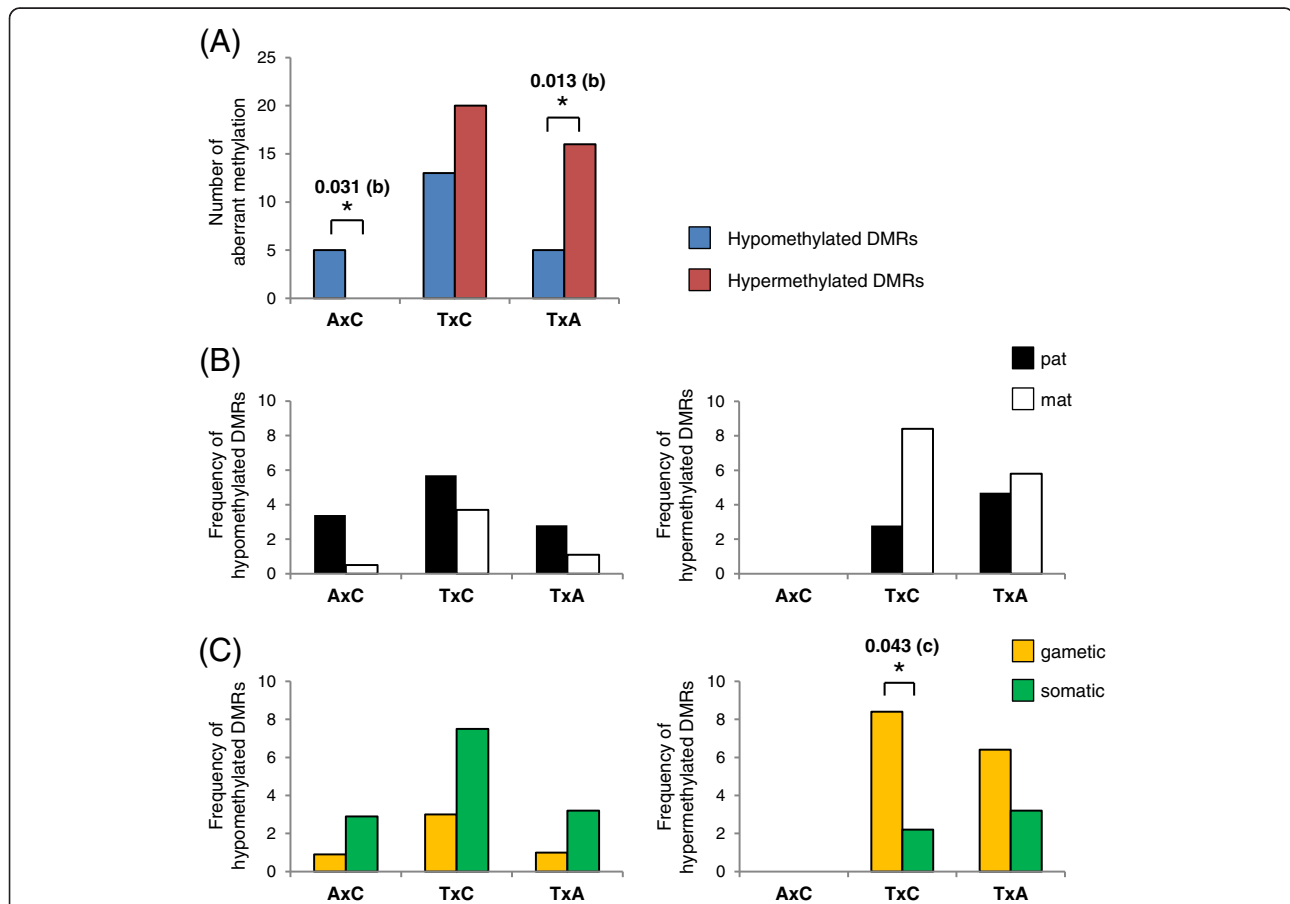 (A)
Number of
aberrant methylation
25
20
15
10
5
0
0.031 (b)
*
0.013 (b)
*
AxC
TxC
TxA
Hypomethylated DMRs
Hypermethylated DMRs
(B)
pat
mat
Frequency of
hypomethylated DMRs
10
8
6
4
2
0
AxC
TxC
TxA
Frequency of
hypermethylated DMRs
10
8
6
4
2
0
AxC
TxC
TxA
(C)
0.043 (c)
*
gametic
somatic
Frequency of
hypomethylated DMRs
10
8
6
4
2
0
AxC
TxC
TxA
Frequency of
hypermethylated DMRs
10
8
6
4
2
0
AxC
TxC
TxA